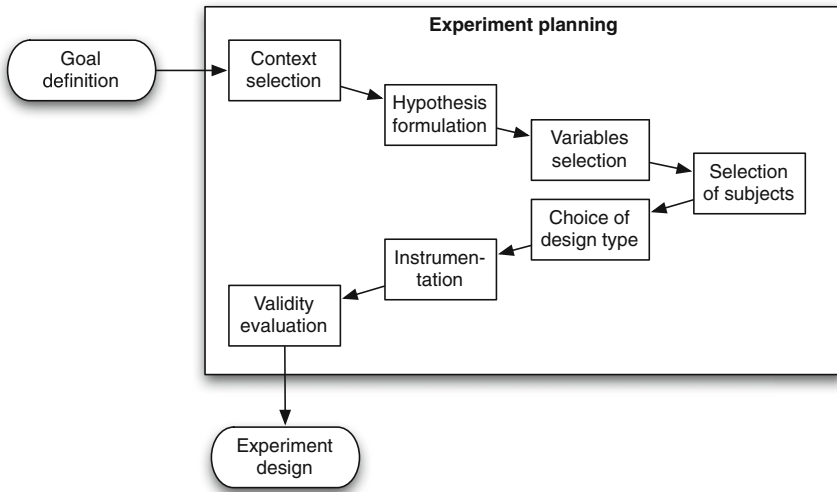 Experiment planning
Goal
definition
Context
selection
Hypothesis
formulation
Variables
selection
Selection
of subjects
Choice of
design type
Instrumen-
tation
Validity
evaluation
Experiment
design